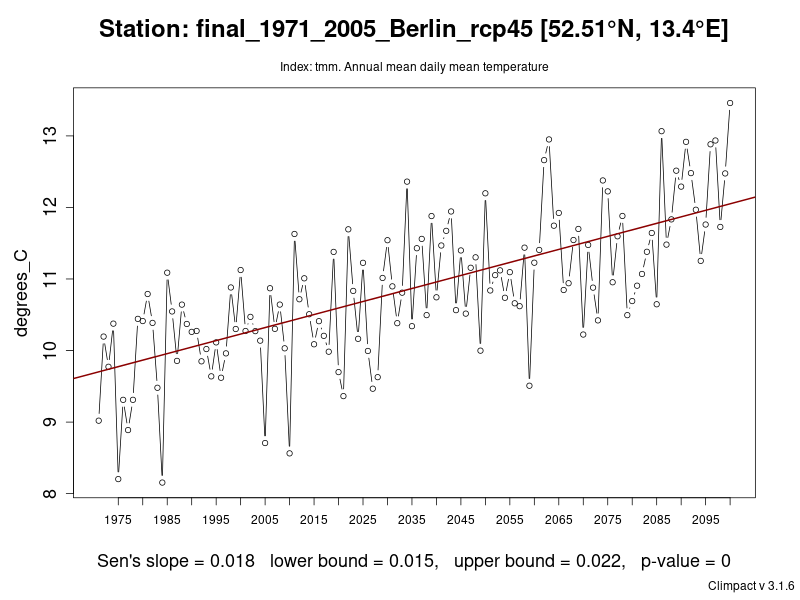 Station: final_1971_2005_Berlin_rcp45 [52.51°N, 13.4°E]
Index: tmm. Annual mean daily mean temperature
degrees_C
13
12
11
10
9
8
1975 1985 1995 2005 2015 2025 2035 2045 2055 2065 2075 2085 2095
Sen's slope = 0.018 lower bound = 0.015, upper bound = 0.022, p-value = 0
Climpact v 3.1.6